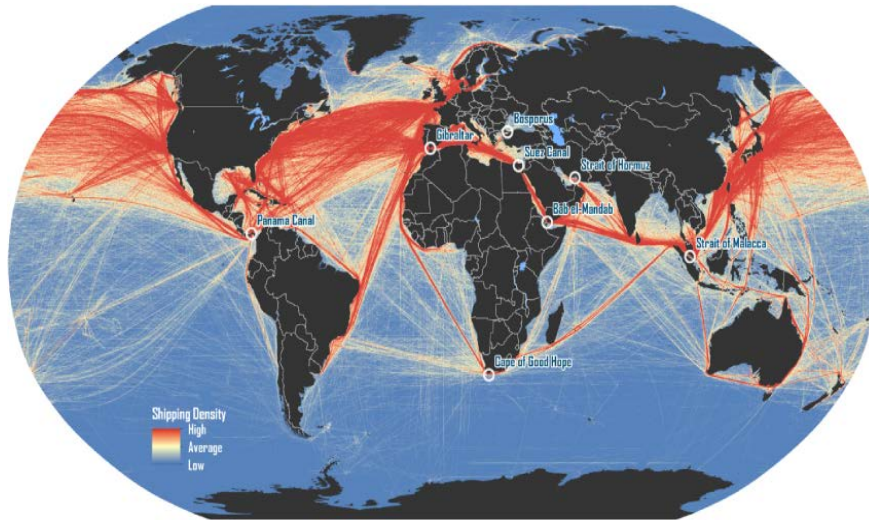 Bosporus
Gibraltar
Suez Canal
Strait of Hormuz
Panama Canal
Bab el-Mandab
Strait of Malacca
Cape of Good Hope
Shipping Density
High
Average
Low